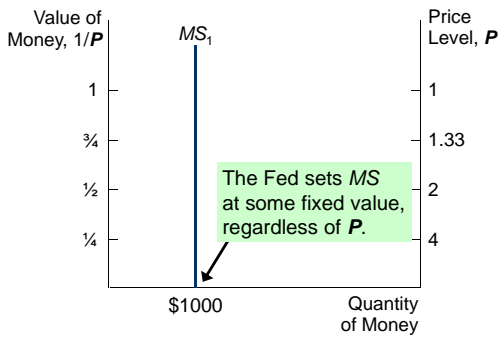 Value of
Money, 1/P
Price
Level, P
MS₁
1
¾
½
¼
1
1.33
2
4
The Fed sets MS
at some fixed value,
regardless of P.
$1000
Quantity
of Money